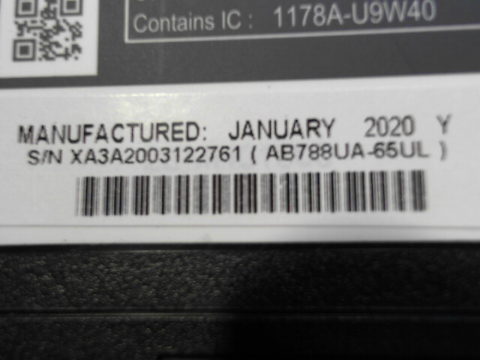 Contains IC : 1178A-U9W40
MANUFACTURED: JANUARY 2020 Y
S/N XA3A2003122761 ( AB788UA-65UL )